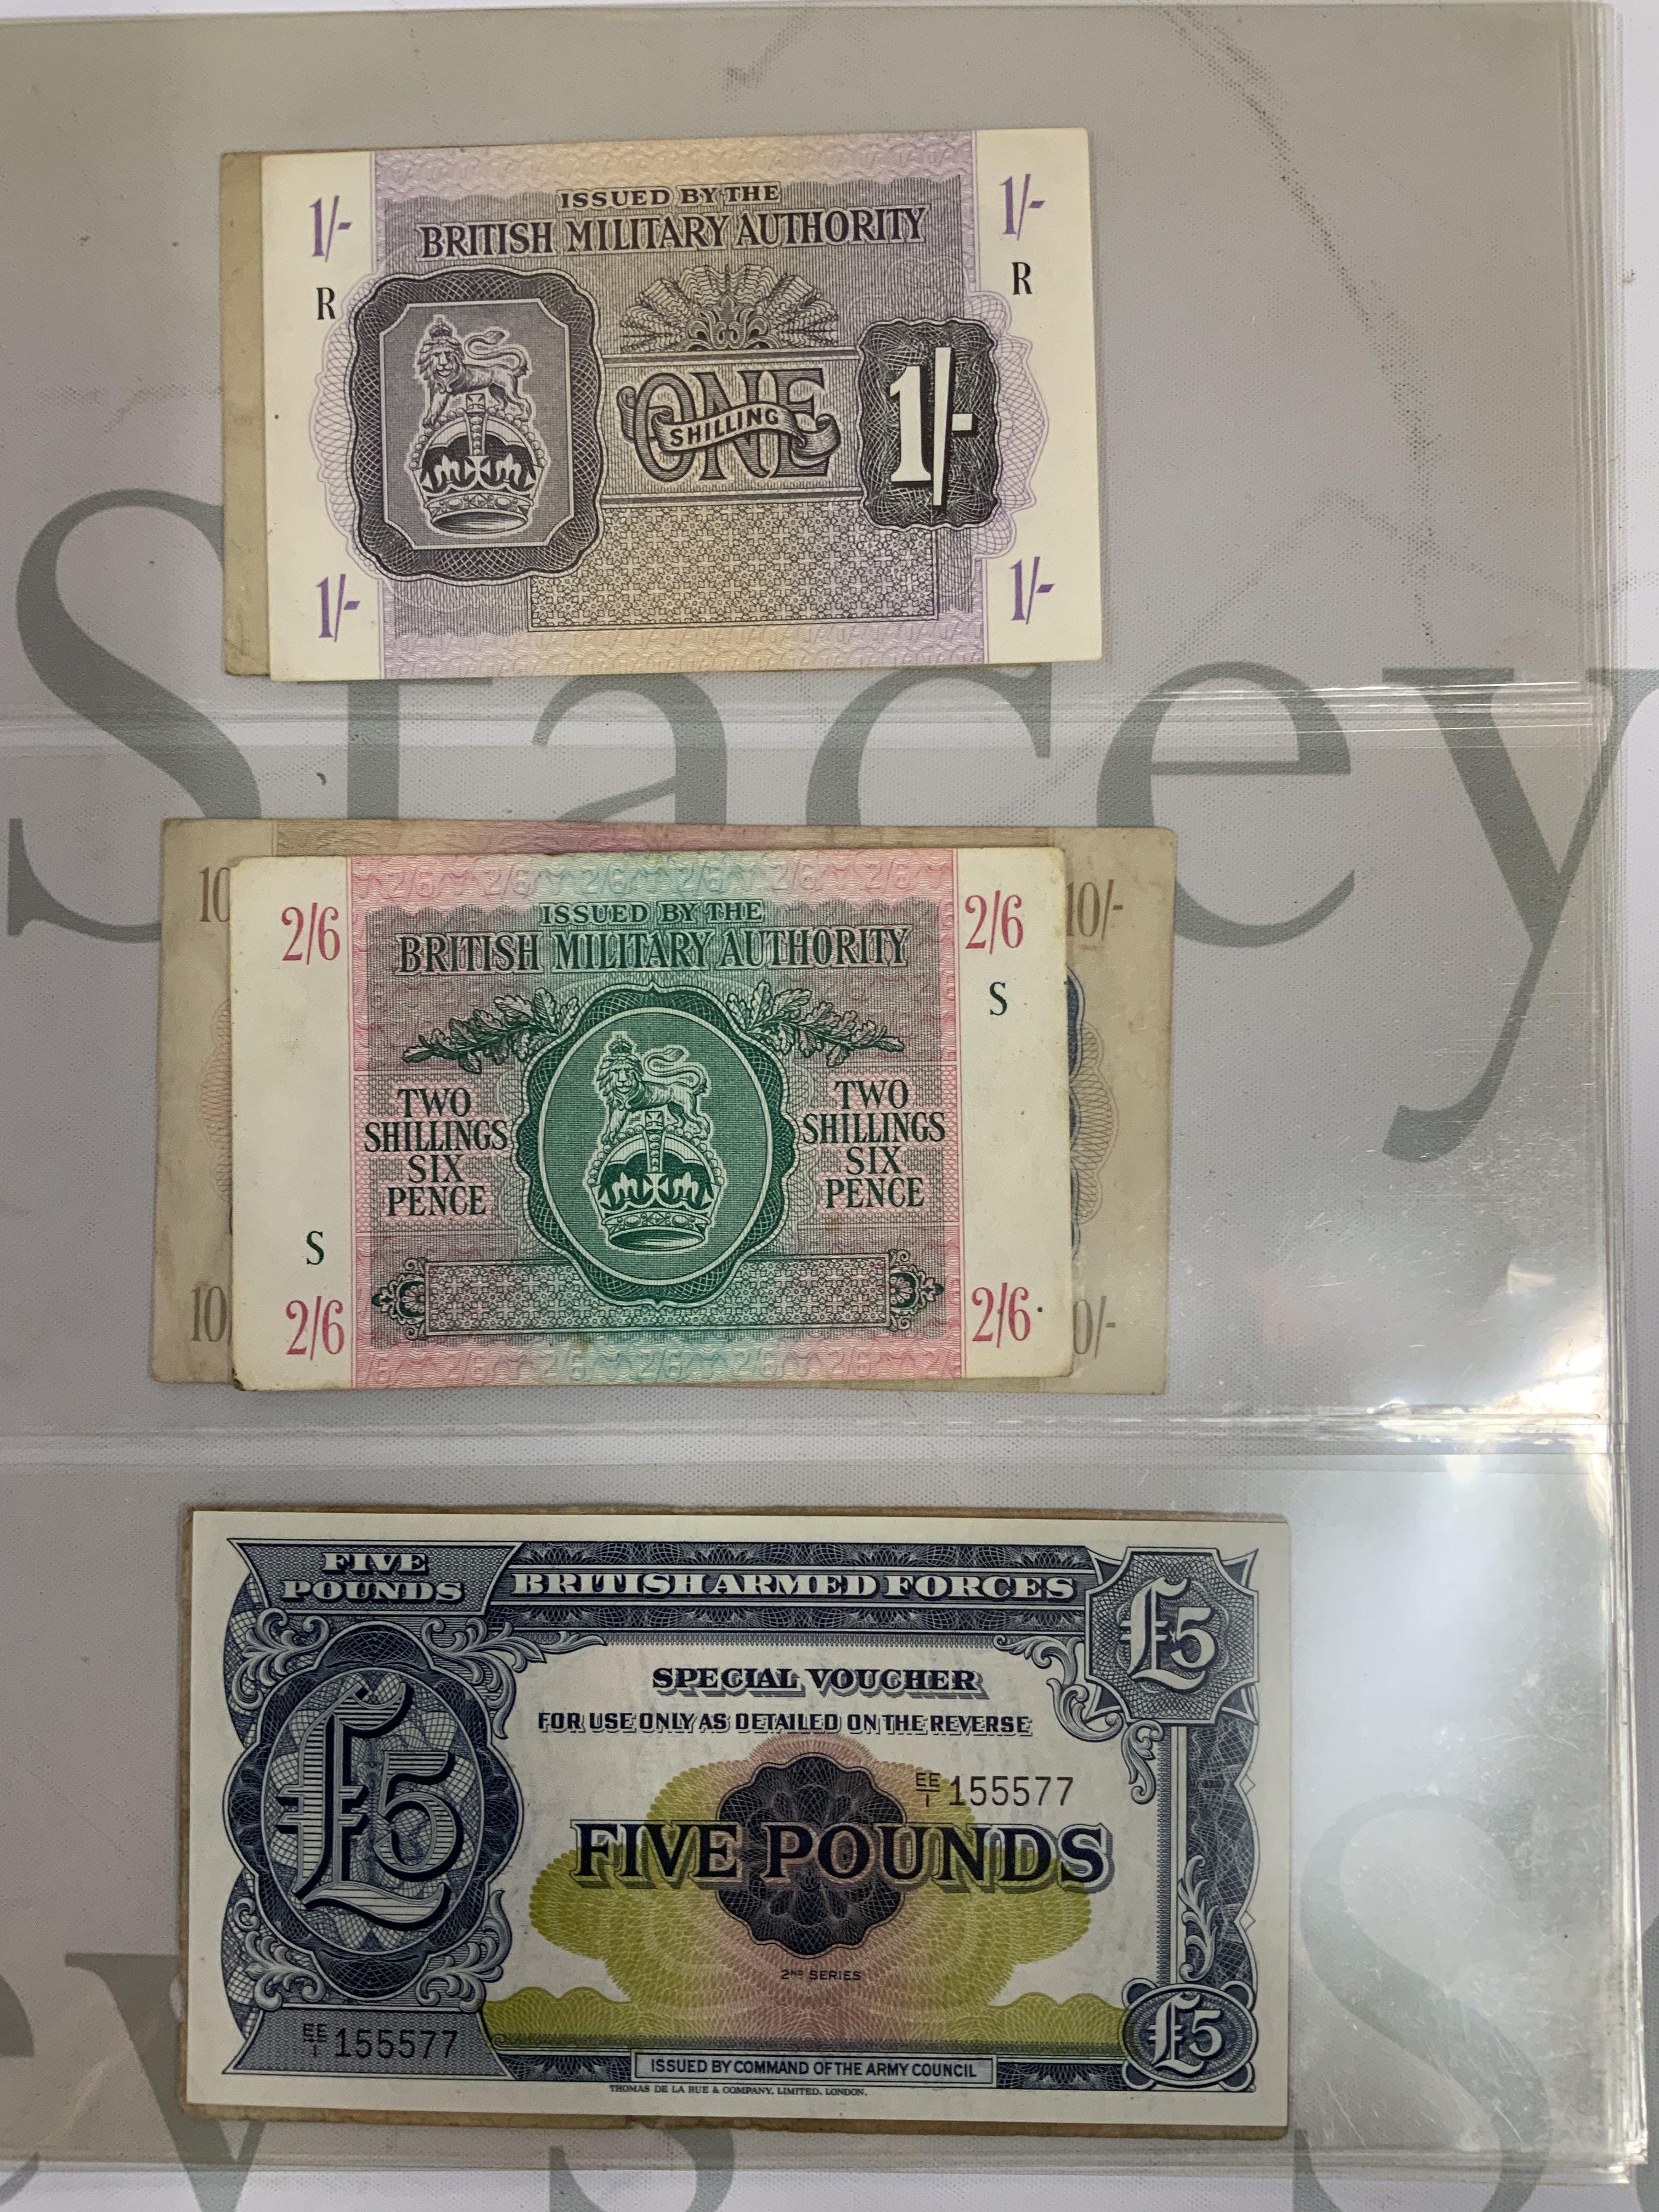 1/-
ISSUED BY THE
1/-
BRITISH MILITARY AUTHORITY
R
R
ONE
SHILLING
1/-
1/-
1/-
Stacey
10
2/6
ISSUED BY THE
2/6
10/-
BRITISH MILITARY AUTHORITY
S
TWO
SHILLINGS
SIX
PENCE
TWO
SHILLINGS
SIX
PENCE
S
10
2/6
2/6
0/-
FIVE
POUNDS
BRITISH ARMED FORCES
£5
SPECIAL VOUCHER
FOR USE ONLY AS DETAILED ON THE REVERSE
£5
EE/1 155577
FIVE POUNDS
2ND SERIES
EE/1 155577
£5
ISSUED BY COMMAND OF THE ARMY COUNCIL
THOMAS DE LA RUE & COMPANY, LIMITED, LONDON.